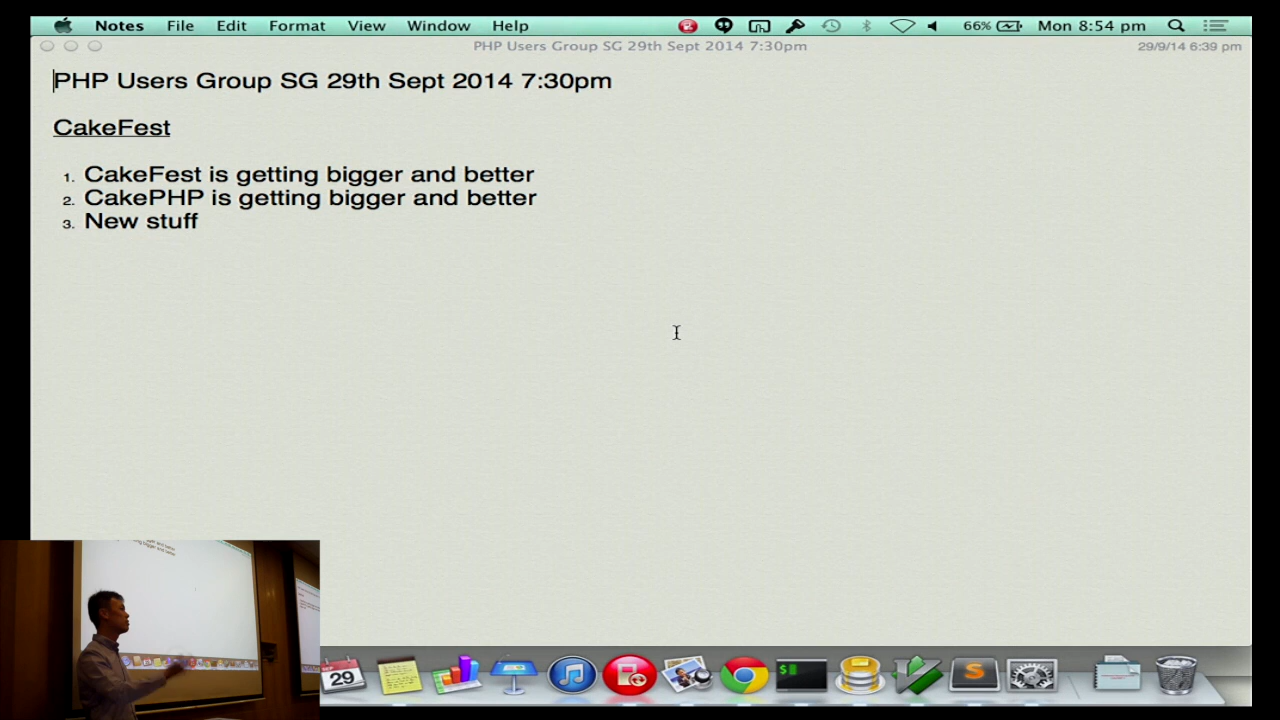 Notes File Edit Format View Window Help 66% Mon 8:54 pm
PHP Users Group SG 29th Sept 2014 7:30pm 29/9/14 6:39 pm
PHP Users Group SG 29th Sept 2014 7:30pm
CakeFest
1. CakeFest is getting bigger and better
2. CakePHP is getting bigger and better
3. New stuff
29
$
S